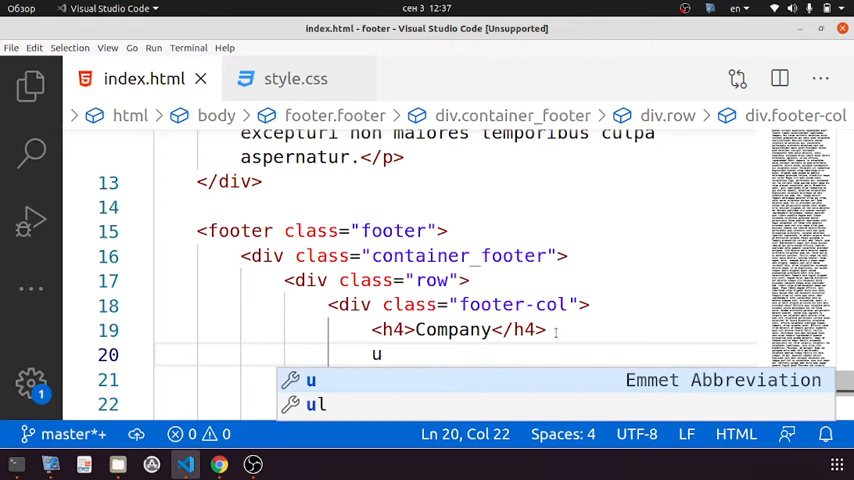 Обзор Visual Studio Code сен 3 12:37 en
index.html - footer - Visual Studio Code [Unsupported]
File Edit Selection View Go Run Terminal Help
index.html style.css
html body footer.footer div.container_footer div.row div.footer-col
excepturi non maiores temporibus culpa
aspernatur.</p>
13 </div>
14
15 <footer class="footer">
16 <div class="container_footer">
17 <div class="row">
18 <div class="footer-col">
19 <h4>Company</h4>
20 u
21 u Emmet Abbreviation
22 ul
1 master*+ 0 0 Ln 20, Col 22 Spaces: 4 UTF-8 LF HTML